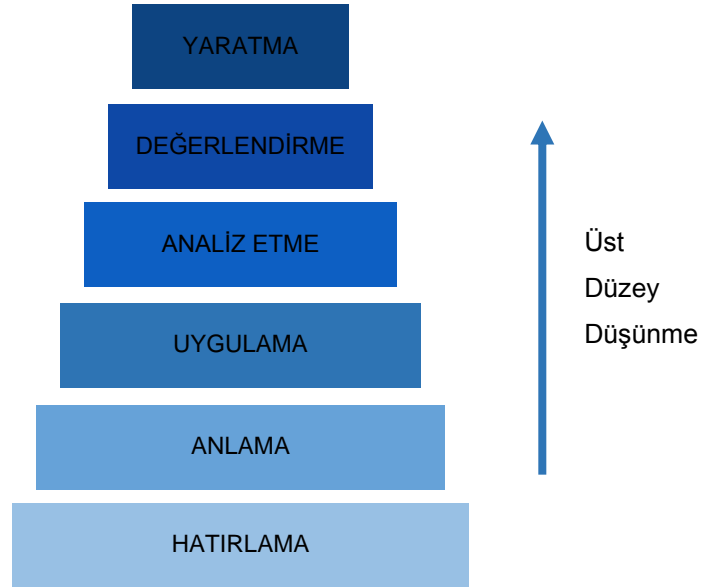 YARATMA
DEĞERLENDİRME
ANALİZ ETME
UYGULAMA
ANLAMA
HATIRLAMA
Üst
Düzey
Düşünme